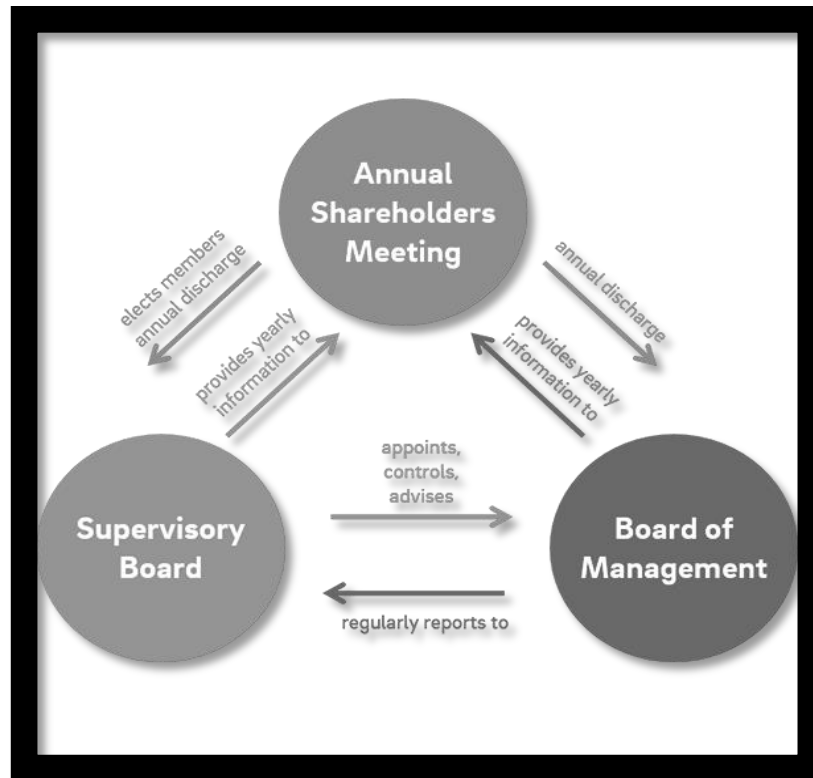 Annual
Shareholders
Meeting
elects members
annual discharge
provides yearly
information to
annual discharge
provides yearly
information to
appoints,
controls,
advises
Supervisory
Board
Board of
Management
regularly reports to